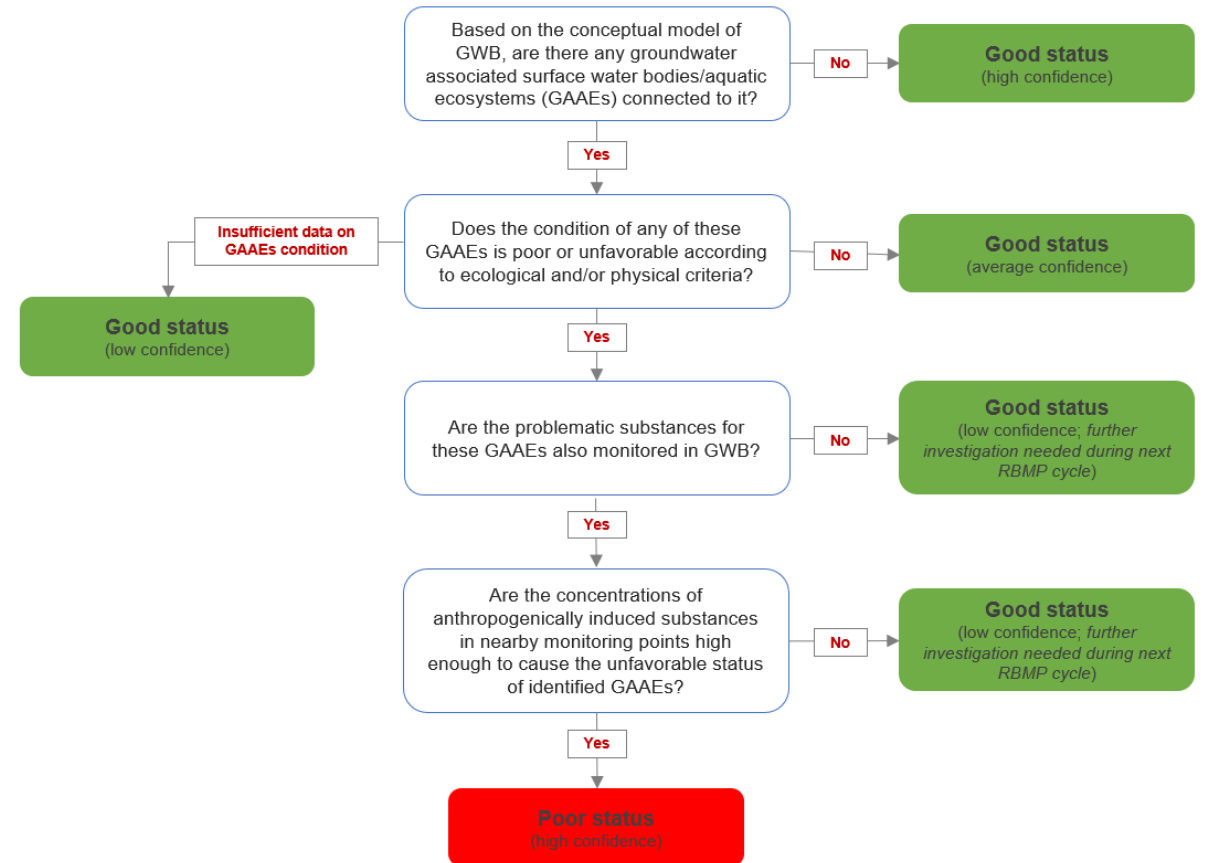 Based on the conceptual model of
GWB, are there any groundwater
associated surface water bodies/aquatic
ecosystems (GAAEs) connected to it?
No
Good status
(high confidence)
Yes
Insufficient data on
GAAEs condition
Does the condition of any of these
GAAEs is poor or unfavorable according
to ecological and/or physical criteria?
No
Good status
(average confidence)
Good status
(low confidence)
Yes
Are the problematic substances for
these GAAEs also monitored in GWB?
No
Good status
(low confidence; further
investigation needed during next
RBMP cycle)
Yes
Are the concentrations of
anthropogenically induced substances
in nearby monitoring points high
enough to cause the unfavorable status
of identified GAAEs?
No
Good status
(low confidence; further
investigation needed during next
RBMP cycle)
Yes
Poor status
(high confidence)